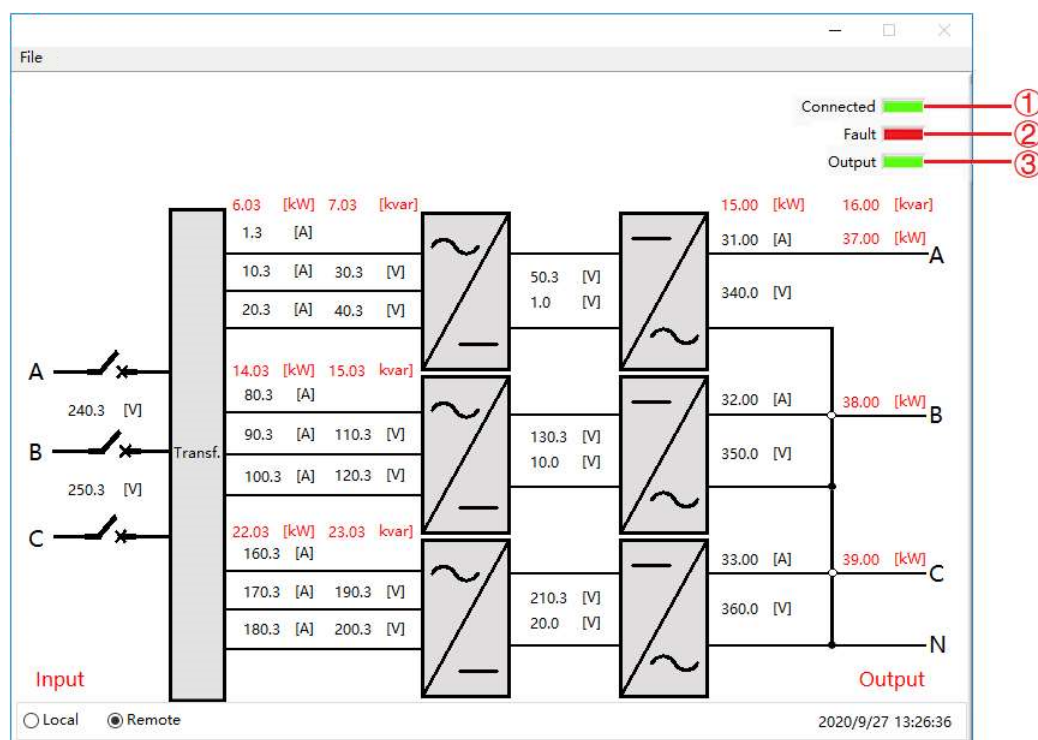 File
Connected ①
Fault ②
Output ③
6.03 [kW] 7.03 [kvar] 15.00 [kW] 16.00 [kvar]
1.3 [A] 31.00 [A] 37.00 [kW]
A
10.3 [A] 30.3 [V] 50.3 [V]
20.3 [A] 40.3 [V] 1.0 [V] 340.0 [V]
A 14.03 [kW] 15.03 kvar]
80.3 [A] 32.00 [A] 38.00 [kW]
240.3 [V] B
90.3 [A] 110.3 [V] 130.3 [V]
B Transf. 10.0 [V] 350.0 [V]
100.3 [A] 120.3 [V]
250.3 [V]
C 22.03 [kW] 23.03 kvar]
160.3 [A] 33.00 [A] 39.00 [kW]
C
170.3 [A] 190.3 [V] 210.3 [V]
180.3 [A] 200.3 [V] 20.0 [V] 360.0 [V]
N
Input Output
Local Remote 2020/9/27 13:26:36